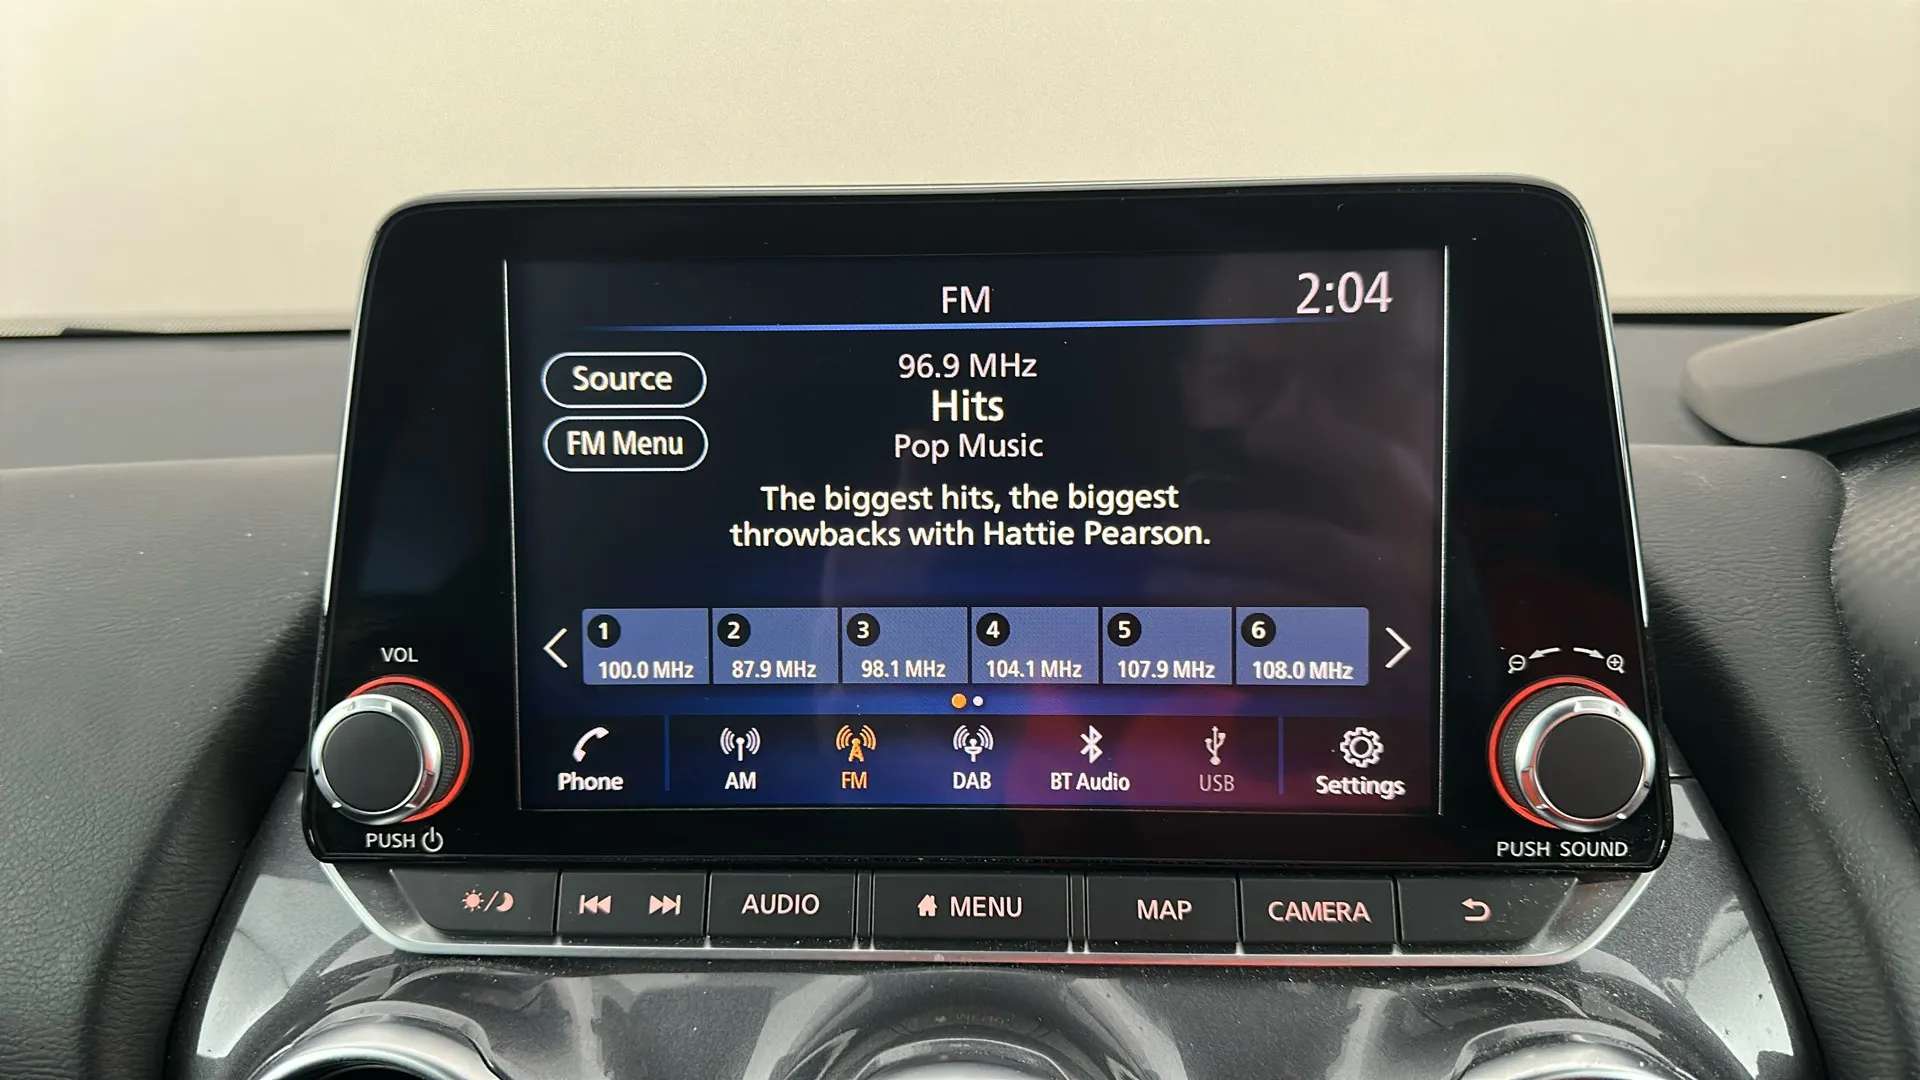 FM 2:04
Source
96.9 MHz
Hits
FM Menu
Pop Music
The biggest hits, the biggest
throwbacks with Hattie Pearson.
1 2 3 4 5 6
100.0 MHz 87.9 MHz 98.1 MHz 104.1 MHz 107.9 MHz 108.0 MHz
Phone AM FM DAB BT Audio USB Settings
VOL
PUSH
PUSH SOUND
AUDIO MENU MAP CAMERA